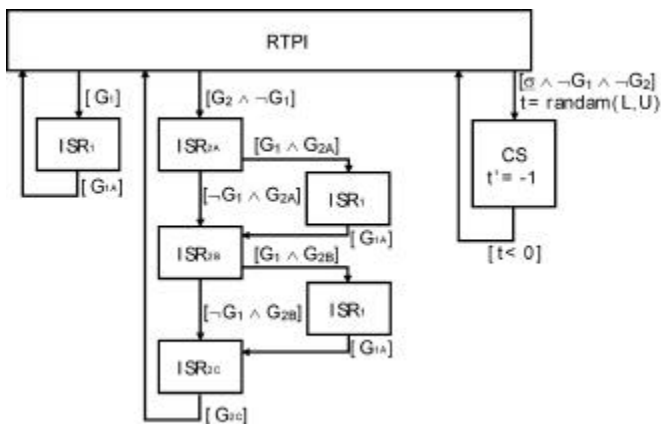 RTPI
[σ ∧ ¬G₁ ∧ ¬G₂]
t= randam(L,U)
[G₁]
[G₂ ∧ ¬G₁]
ISR₁
ISR₂A
[G₁ ∧ G₂A]
CS
t' = -1
[G₁A]
[¬G₁ ∧ G₂A]
ISR₁
[G₁A]
ISR₂B
[G₁ ∧ G₂B]
[t< 0]
[¬G₁ ∧ G₂B]
ISR₁
[G₁A]
ISR₂C
[G₂C]